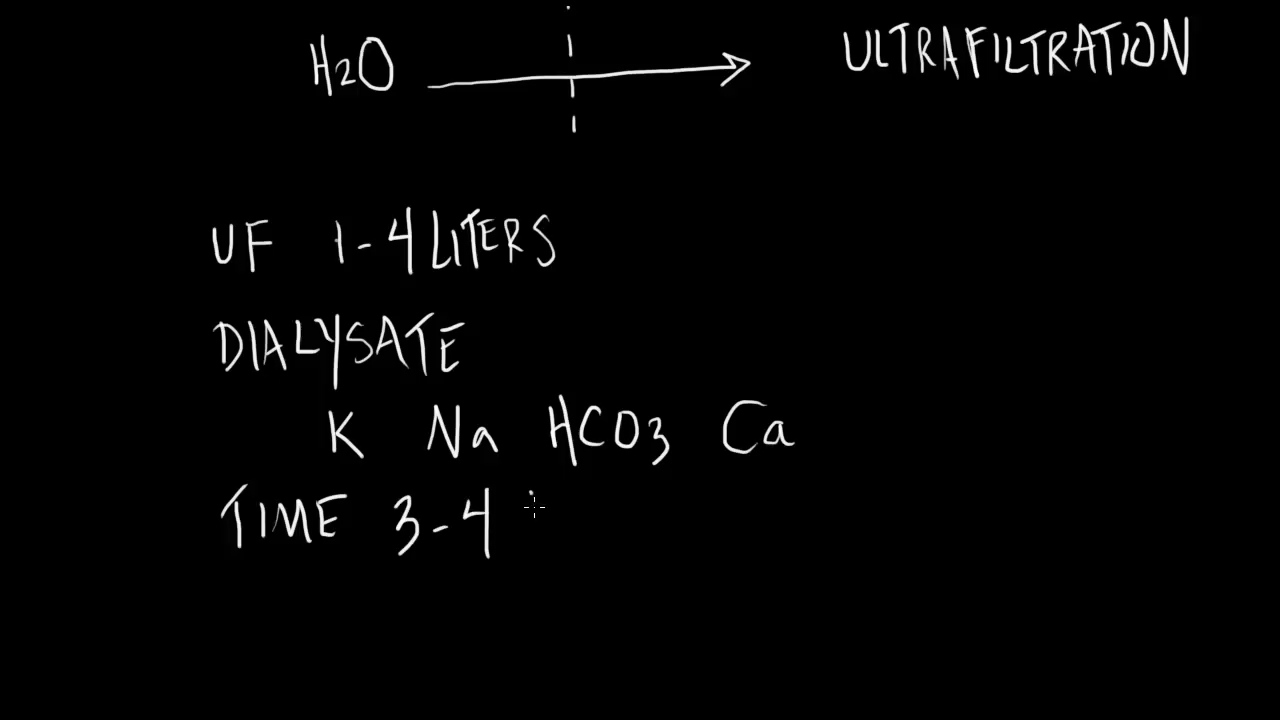 H2O ULTRAFILTRATION
UF 1-4 LITERS
DIALYSATE
K Na HCO3 Ca
TIME 3-4